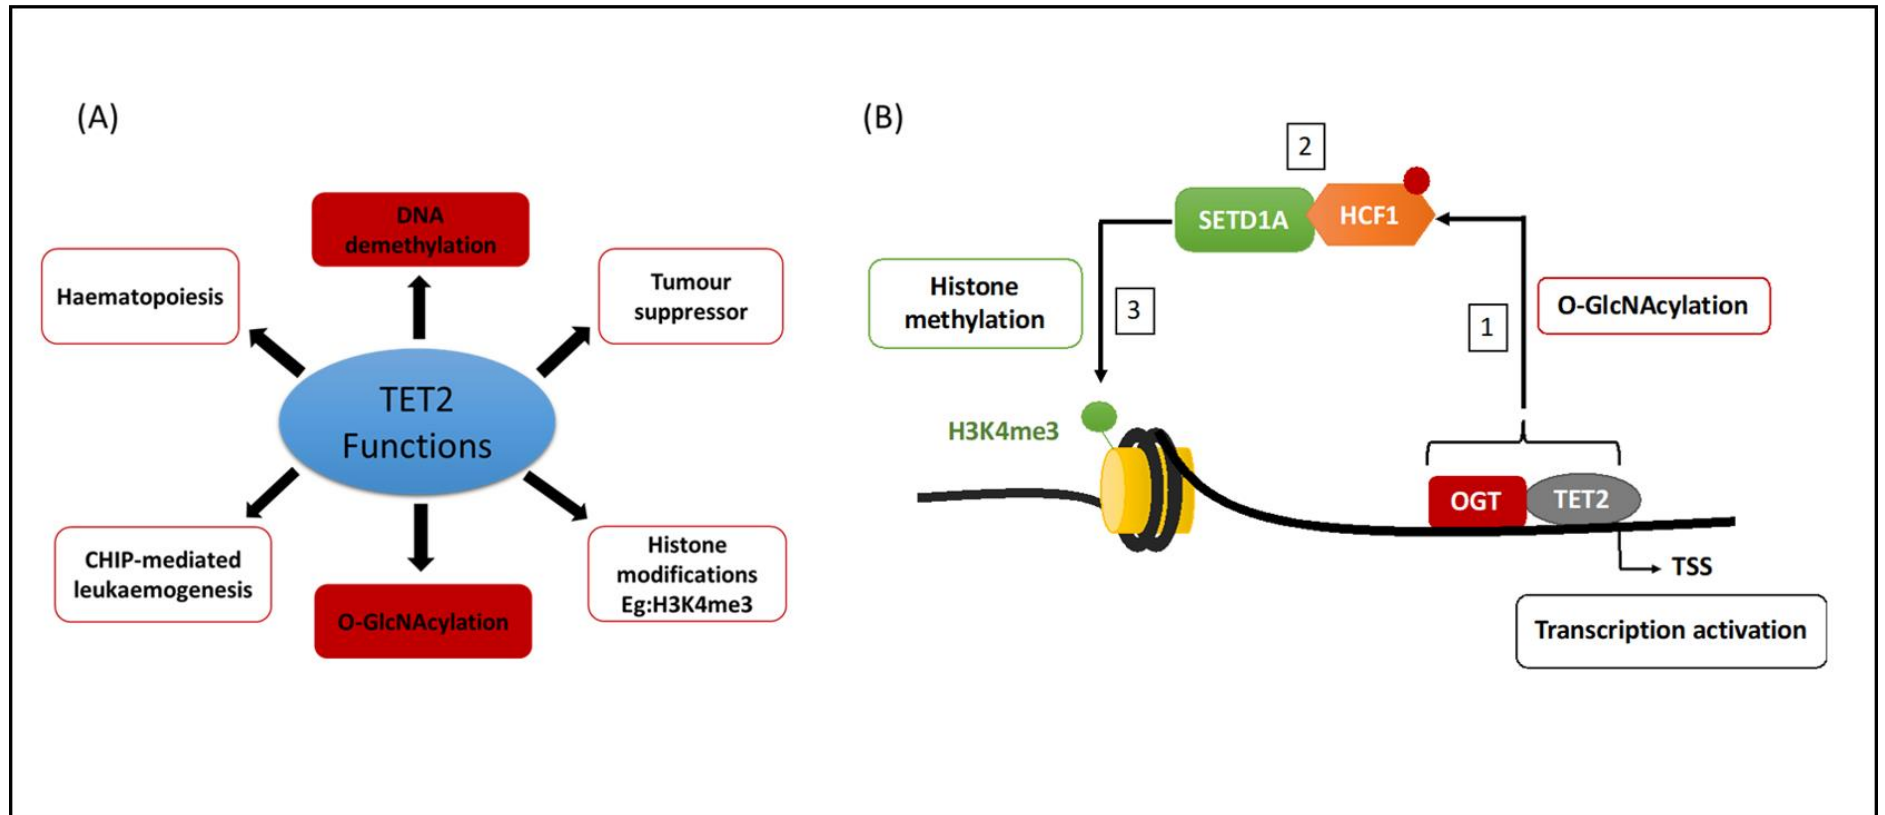 (A)
DNA
demethylation
Haematopoiesis
Tumour
suppressor
TET2
Functions
CHIP-mediated
leukaemogenesis
O-GlcNAcylation
Histone
modifications
Eg:H3K4me3
(B)
2
SETD1A
HCF1
Histone
methylation
3
1
O-GlcNAcylation
H3K4me3
OGT
TET2
TSS
Transcription activation